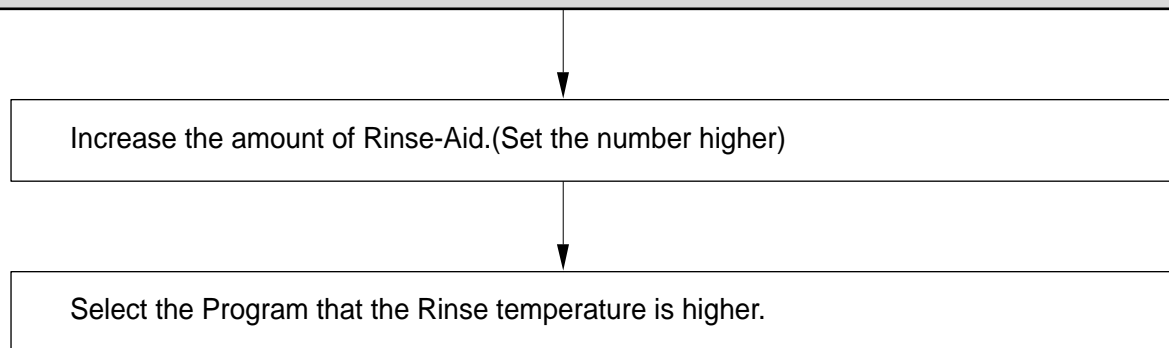 Increase the amount of Rinse-Aid.(Set the number higher)
Select the Program that the Rinse temperature is higher.